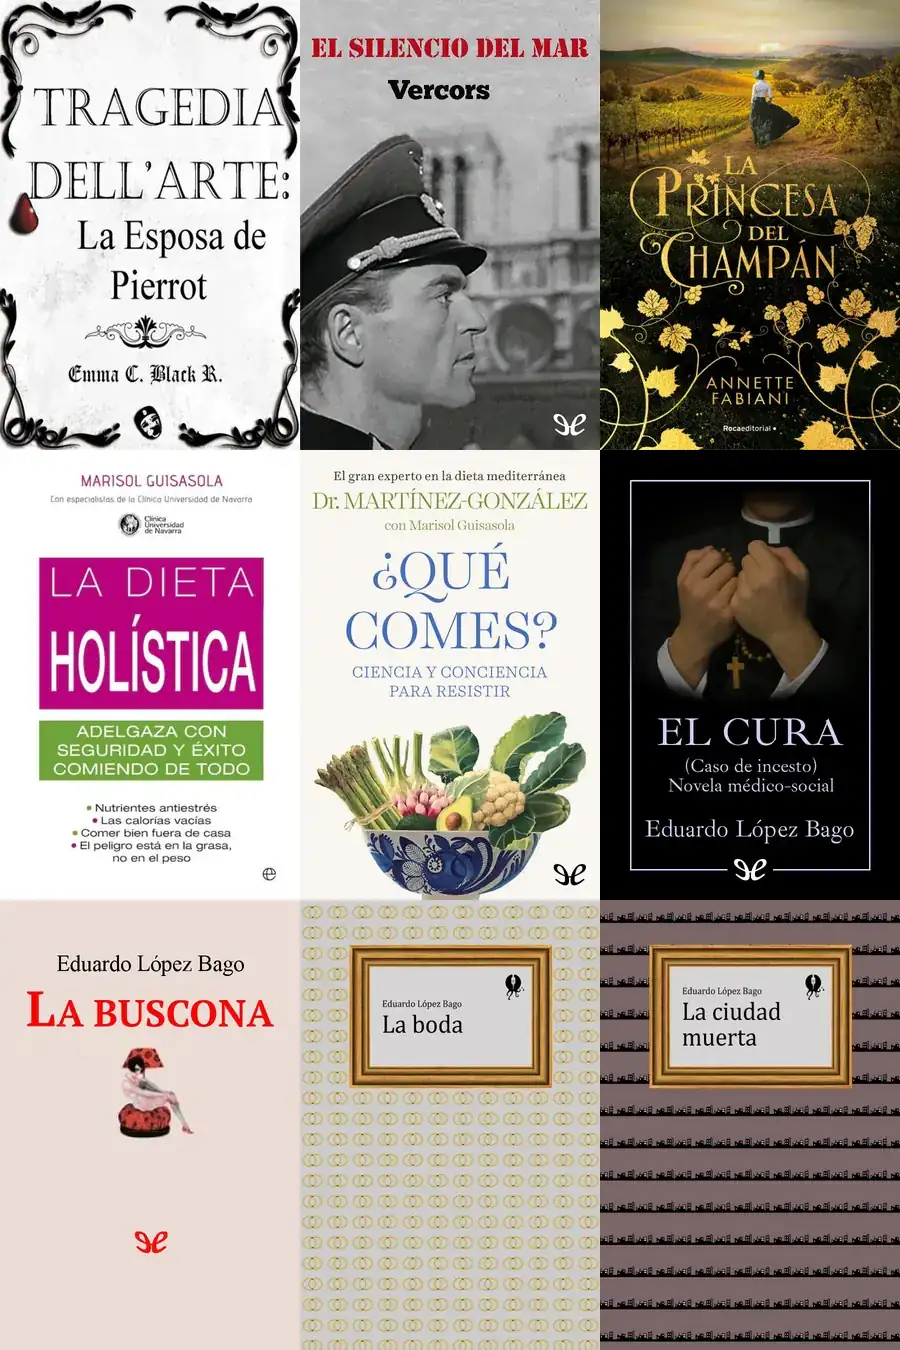 TRAGEDIA
DELL'ARTE:
La Esposa de
Pierrot
Emma C. Black R.
EL SILENCIO DEL MAR
Vercors
LA
PRINCESA
DEL
CHAMPÁN
ANNETTE
FABIANI
Rocaeditorial
MARISOL GUISASOLA
Con especialistas de la Clínica Universidad de Navarra
Clínica
Universidad
de Navarra
LA DIETA
HOLÍSTICA
ADELGAZA CON
SEGURIDAD Y ÉXITO
COMIENDO DE TODO
• Nutrientes antiestrés
• Las calorías vacías
• Comer bien fuera de casa
• El peligro está en la grasa,
no en el peso
El gran experto en la dieta mediterránea
Dr. MARTÍNEZ-GONZÁLEZ
con Marisol Guisasola
¿QUÉ
COMES?
CIENCIA Y CONCIENCIA
PARA RESISTIR
EL CURA
(Caso de incesto)
Novela médico-social
Eduardo López Bago
Eduardo López Bago
LA BUSCONA
Eduardo López Bago
La boda
Eduardo López Bago
La ciudad
muerta